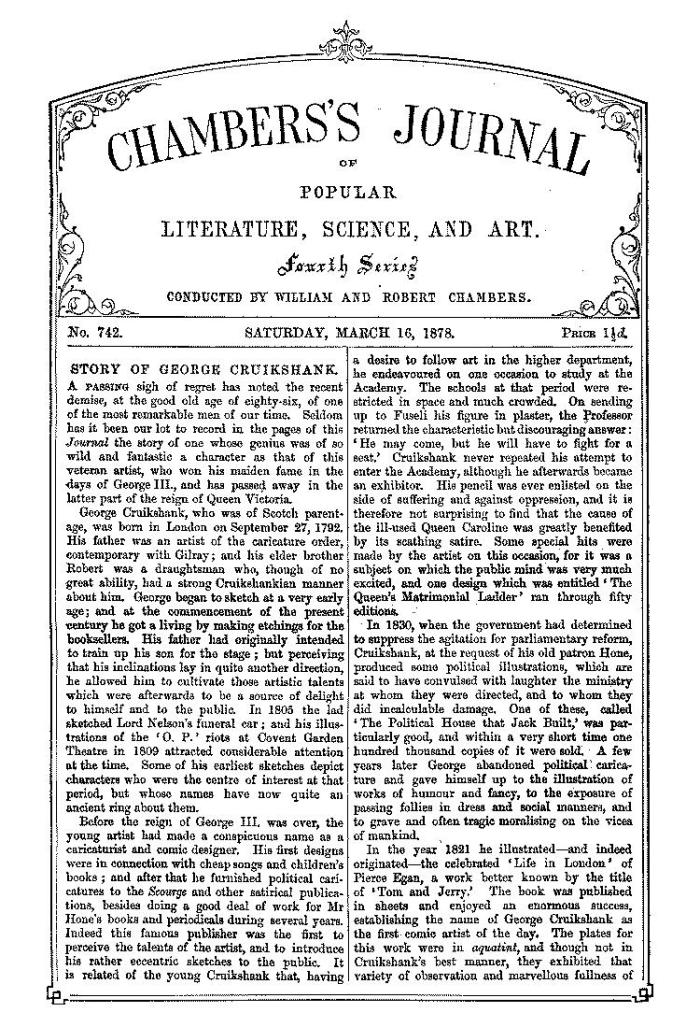 CHAMBERS'S JOURNAL
OF
POPULAR
LITERATURE, SCIENCE, AND ART.
Fourth Series
CONDUCTED BY WILLIAM AND ROBERT CHAMBERS.
No. 742.
SATURDAY, MARCH 16, 1878.
PRICE 1½d.
STORY OF GEORGE CRUIKSHANK.
A PASSING sigh of regret has noted the recent
demise, at the good old age of eighty-six, of one
of the most remarkable men of our time. Seldom
has it been our lot to record in the pages of this
Journal the story of one whose genius was of so
wild and fantastic a character as that of this
veteran artist, who won his maiden fame in the
days of George III., and has passed away in the
latter part of the reign of Queen Victoria.
George Cruikshank, who was of Scotch parent-
age, was born in London on September 27, 1792.
His father was an artist of the caricature order,
contemporary with Gilray; and his elder brother
Robert was a draughtsman who, though of no
great ability, had a strong Cruikshankian manner
about him. George began to sketch at a very early
age; and at the commencement of the present
century he got a living by making etchings for the
booksellers. His father had originally intended
to train up his son for the stage; but perceiving
that his inclinations lay in quite another direction,
he allowed him to cultivate those artistic talents
which were afterwards to be a source of delight
to himself and to the public. In 1805 the lad
sketched Lord Nelson's funeral car; and his illus-
trations of the 'O. P.' riots at Covent Garden
Theatre in 1809 attracted considerable attention
at the time. Some of his earliest sketches depict
characters who were the centre of interest at that
period, but whose names have now quite an
ancient ring about them.
Before the reign of George III. was over, the
young artist had made a conspicuous name as a
caricaturist and comic designer. His first designs
were in connection with cheap songs and children's
books; and after that he furnished political cari-
catures to the Scourge and other satirical publica-
tions, besides doing a good deal of work for Mr
Hone's books and periodicals during several years.
Indeed this famous publisher was the first to
perceive the talents of the artist, and to introduce
his rather eccentric sketches to the public. It
is related of the young Cruikshank that, having
a desire to follow art in the higher department,
he endeavoured on one occasion to study at the
Academy. The schools at that period were re-
stricted in space and much crowded. On sending
up to Fuseli his figure in plaster, the Professor
returned the characteristic but discouraging answer:
'He may come, but he will have to fight for a
seat.' Cruikshank never repeated his attempt to
enter the Academy, although he afterwards became
an exhibitor. His pencil was ever enlisted on the
side of suffering and against oppression, and it is
therefore not surprising to find that the cause of
the ill-used Queen Caroline was greatly benefited
by its scathing satire. Some special hits were
made by the artist on this occasion, for it was a
subject on which the public mind was very much
excited, and one design which was entitled 'The
Queen's Matrimonial Ladder' ran through fifty
editions.
In 1830, when the government had determined
to suppress the agitation for parliamentary reform,
Cruikshank, at the request of his old patron Hone,
produced some political illustrations, which are
said to have convulsed with laughter the ministry
at whom they were directed, and to whom they
did incalculable damage. One of these, called
'The Political House that Jack Built,' was par-
ticularly good, and within a very short time one
hundred thousand copies of it were sold. A few
years later George abandoned political carica-
ture and gave himself up to the illustration of
works of humour and fancy, to the exposure of
passing follies in dress and social manners, and
to grave and often tragic moralising on the vices
of mankind.
In the year 1821 he illustrated—and indeed
originated—the celebrated 'Life in London' of
Pierce Egan, a work better known by the title
of 'Tom and Jerry.' The book was published
in sheets and enjoyed an enormous success,
establishing the name of George Cruikshank as
the first comic artist of the day. The plates for
this work were in aquatint, and though not in
Cruikshank's best manner, they exhibited that
variety of observation and marvellous fullness of